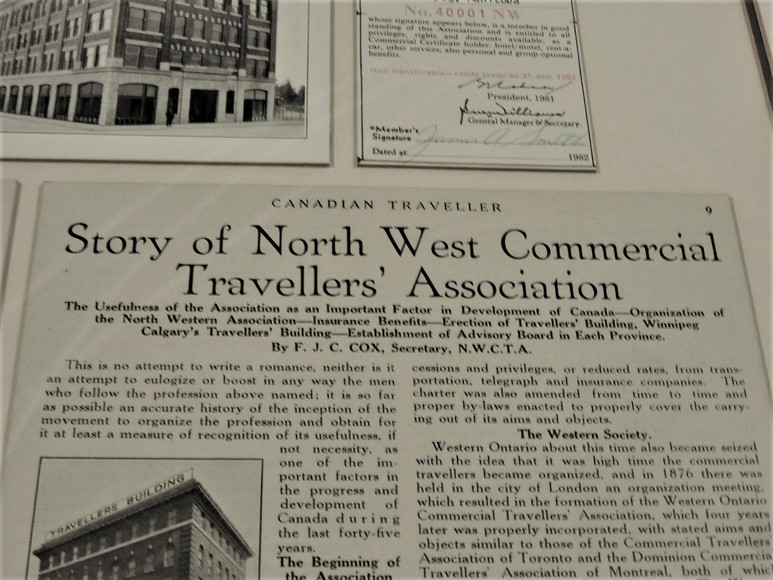 No. 40001 NW
whose signature appears below, is a member in good
standing of this Association and is entitled to all
privileges, rights and discounts available, as a
Commercial Certificate holder: hotel/motel, rent-a-
car, other services; also personal and group optional
benefits.
President, 1981
General Manager & Secretary.
*Member's
Signature
Dated at
1982
CANADIAN TRAVELLER
9
Story of North West Commercial
Travellers' Association
The Usefulness of the Association as an Important Factor in Development of Canada—Organization of
the North Western Association—Insurance Benefits—Erection of Travellers' Building, Winnipeg
Calgary's Travellers' Building—Establishment of Advisory Board in Each Province.
By F. J. C. COX, Secretary, N.W.C.T.A.
This is no attempt to write a romance, neither is it
an attempt to eulogize or boost in any way the men
who follow the profession above named; it is so far
as possible an accurate history of the inception of the
movement to organize the profession and obtain for
it at least a measure of recognition of its usefulness, if
not necessity, as
one of the im-
portant factors in
the progress and
development of
Canada during
the last forty-five
years.
The Beginning of
the Association
TRAVELLERS BUILDING
cessions and privileges, or reduced rates, from trans-
portation, telegraph and insurance companies. The
charter was also amended from time to time and
proper by-laws enacted to properly cover the carry-
ing out of its aims and objects.
The Western Society.
Western Ontario about this time also became seized
with the idea that it was high time the commercial
travellers became organized, and in 1876 there was
held in the city of London an organization meeting,
which resulted in the formation of the Western Ontario
Commercial Travellers' Association, which four years
later was properly incorporated, with stated aims and
objects similar to those of the Commercial Travellers
Association of Toronto and the Dominion Commercia
Travellers' Association of Montreal, both of whic